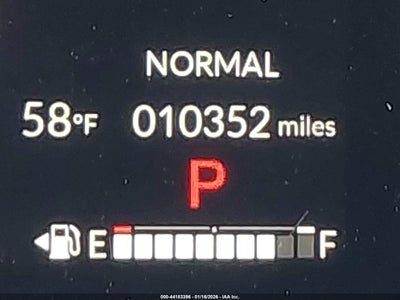 NORMAL
58°F 010352 miles
P
E F
000-44183396 - 01/16/2026 - IAA Inc.